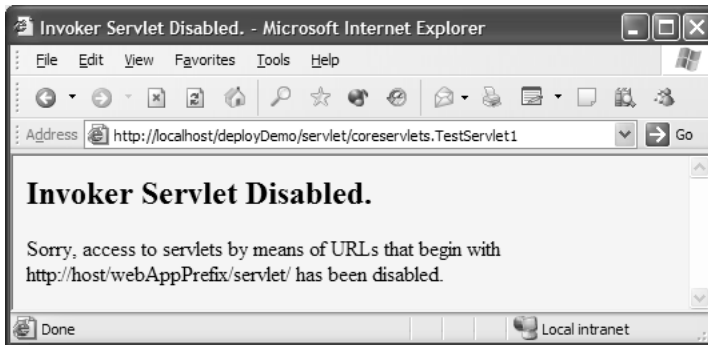 Invoker Servlet Disabled. - Microsoft Internet Explorer
File Edit View Favorites Tools Help
Address http://localhost/deployDemo/servlet/coreservlets.TestServlet1 Go
Invoker Servlet Disabled.
Sorry, access to servlets by means of URLs that begin with
http://host/webAppPrefix/servlet/ has been disabled.
Done Local intranet